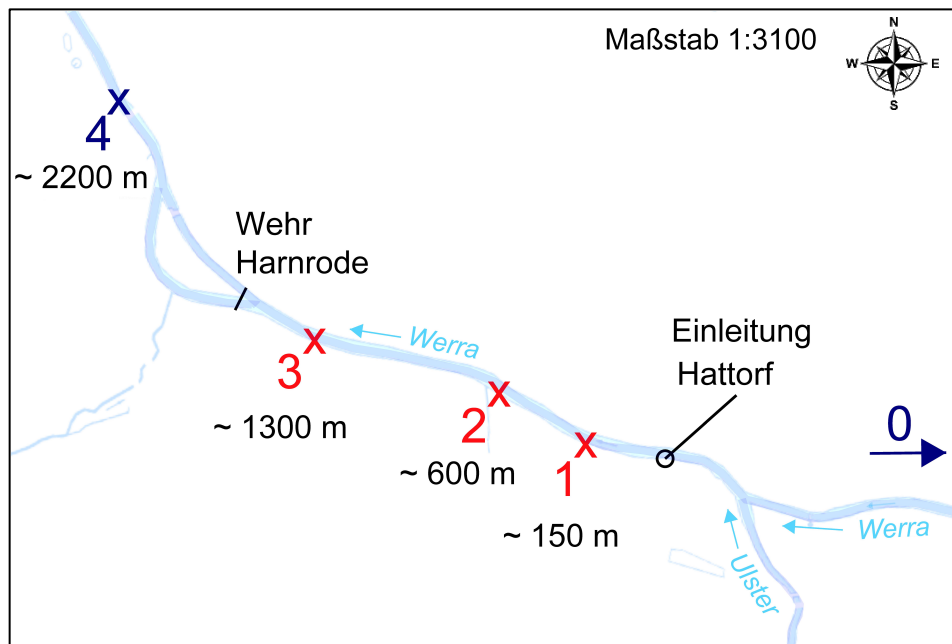 Maßstab 1:3100
N
W
E
S
4
~ 2200 m
Wehr
Harnrode
Werra
3
~ 1300 m
Einleitung
Hattorf
2
~ 600 m
1
~ 150 m
0
Werra
Ulster